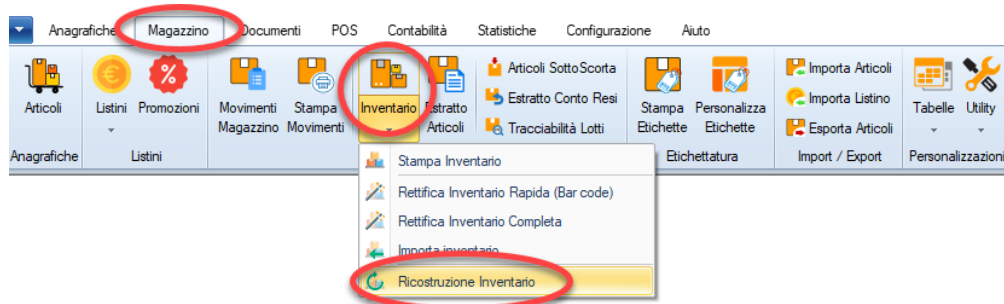 Anagrafiche Magazzino Documenti POS Contabilità Statistiche Configurazione Aiuto
Articoli
Listini
Promozioni
Movimenti
Magazzino
Stampa
Movimenti
Inventario
Estratto
Articoli
Articoli SottoScorta
Estratto Conto Resi
Tracciabilità Lotti
Stampa
Etichette
Personalizza
Etichette
Importa Articoli
Importa Listino
Esporta Articoli
Tabelle
Utility
Anagrafiche
Listini
Etichettatura
Import / Export
Personalizzazioni
Stampa Inventario
Rettifica Inventario Rapida (Bar code)
Rettifica Inventario Completa
Importa inventario
Ricostruzione Inventario